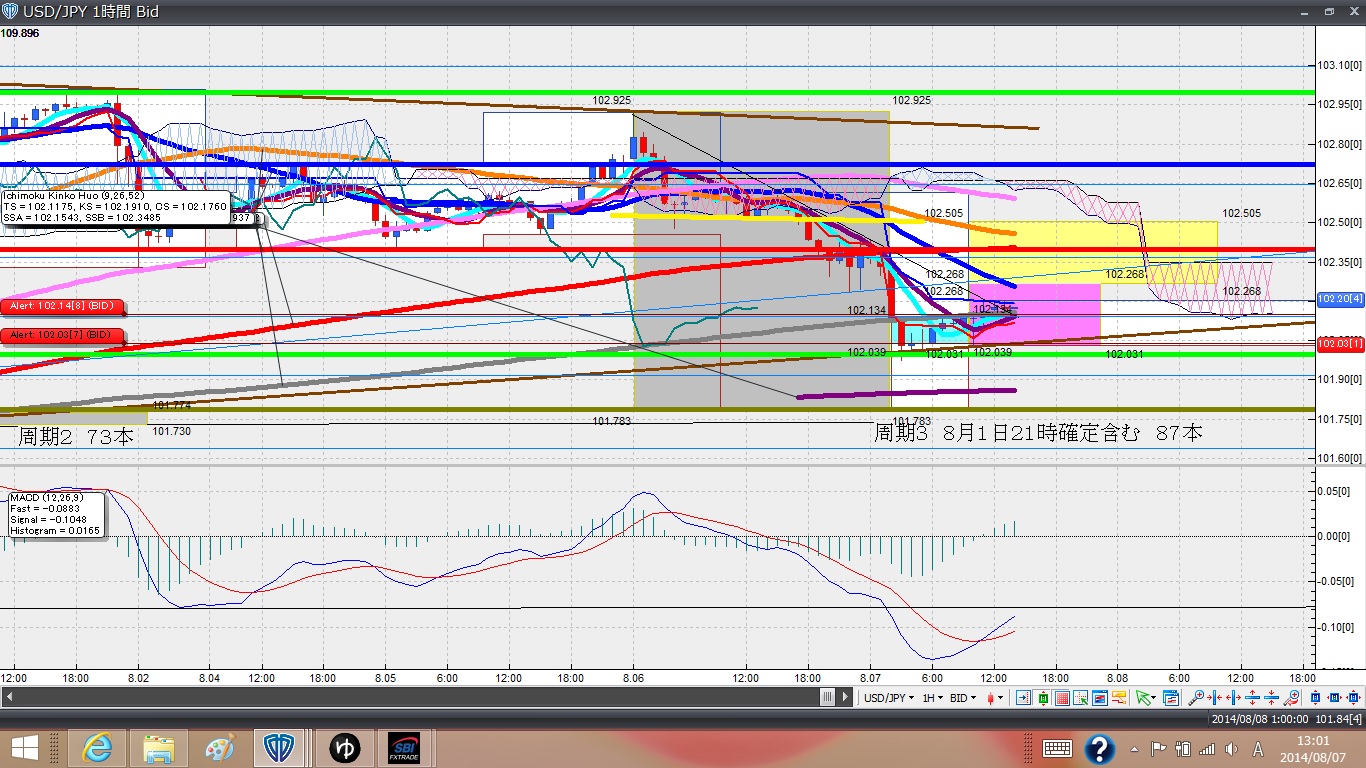 USD/JPY 1時間 Bid
109.896
103.10[0]
102.95[0]
102.80[0]
102.65[0]
102.50[0]
102.35[0]
102.20[4]
102.03[1]
101.90[0]
101.75[0]
101.60[0]
102.925
102.925
Ichimoku Kinko Huo (9,26,52)
TS = 102.1175, KS = 102.1910, CS = 102.1760
SSA = 102.1543, SSB = 102.3485
102.505
102.505
102.268
102.268
102.268
102.268
Alert: 102.14[8] (BID)
Alert: 102.03[7] (BID)
102.134
102.134
102.039
102.031
102.039
102.031
101.774
101.730
101.783
101.783
周期2 73本
周期3 8月1日21時確定含む 87本
MACD (12,26,9)
Fast = -0.0883
Signal = -0.1048
Histogram = 0.0165
0.05[0]
0.00[0]
-0.05[0]
-0.10[0]
12:00 18:00 8.02 8.04 12:00 18:00 8.05 6:00 12:00 18:00 8.06 6:00 12:00 18:00 8.07 6:00 12:00 18:00 8.08 6:00 12:00 18:00
USD/JPY 1H BID
2014/08/08 1:00:00 101.84[4]
ゆ
SBI
FXTRADE
A
13:01
2014/08/07